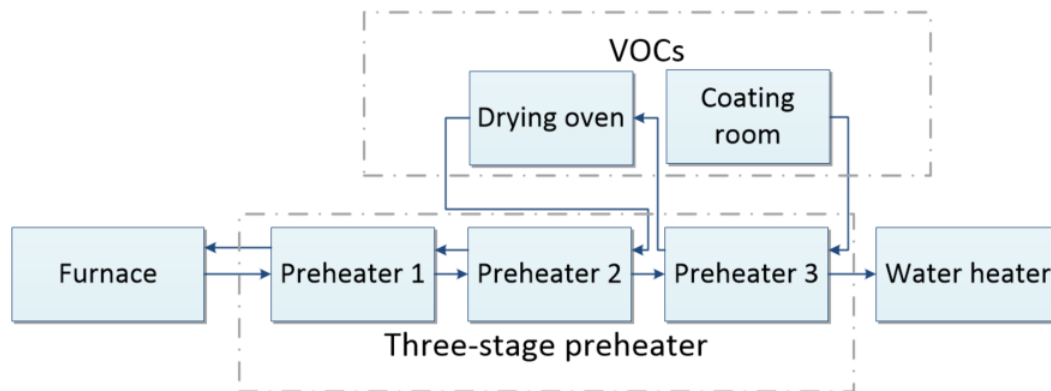 VOCs
Drying oven
Coating
room
Furnace
Preheater 1
Preheater 2
Preheater 3
Water heater
Three-stage preheater